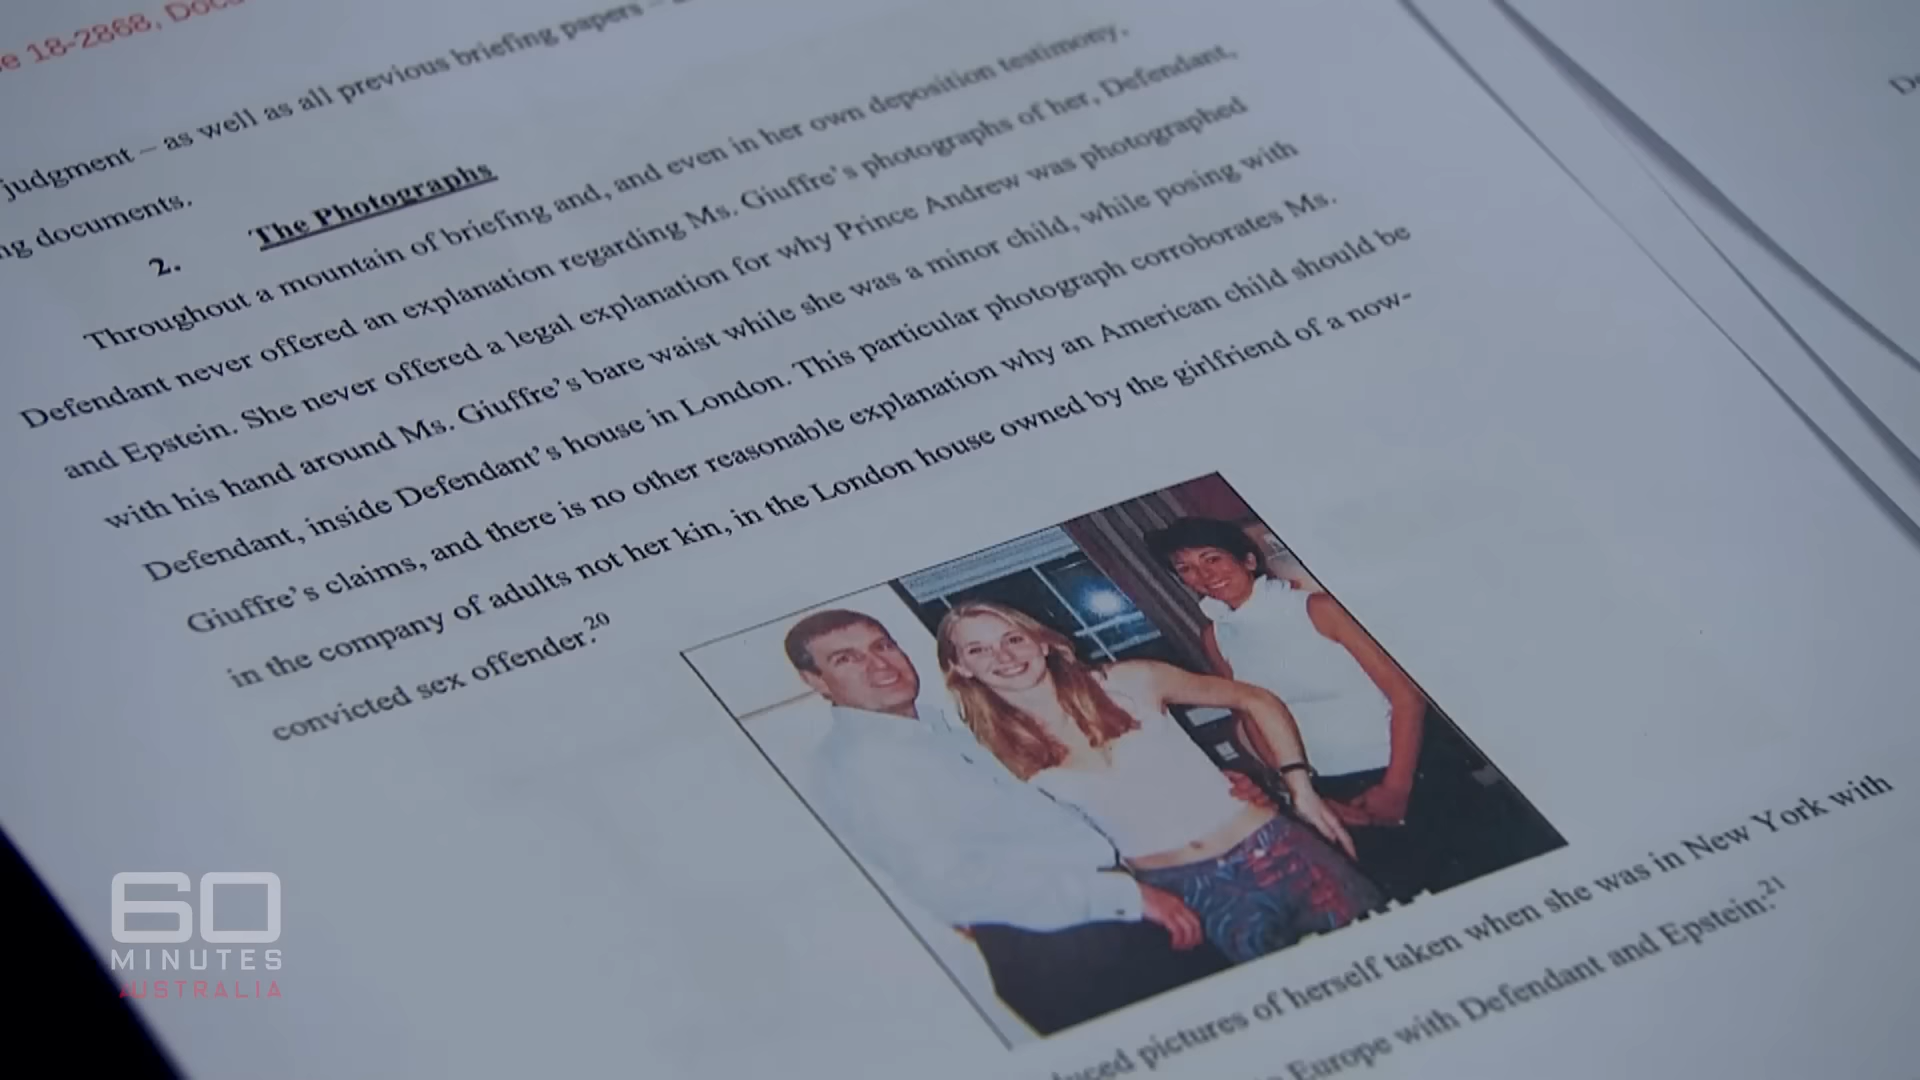 e 18-2868, Docu
judgment – as well as all previous briefing papers –
ng documents.
2. The Photographs
Throughout a mountain of briefing and, and even in her own deposition testimony,
Defendant never offered an explanation regarding Ms. Giuffre's photographs of her, Defendant,
and Epstein. She never offered a legal explanation for why Prince Andrew was photographed
with his hand around Ms. Giuffre's bare waist while she was a minor child, while posing with
Defendant, inside Defendant's house in London. This particular photograph corroborates Ms.
Giuffre's claims, and there is no other reasonable explanation why an American child should be
in the company of adults not her kin, in the London house owned by the girlfriend of a now-
convicted sex offender:20
uced pictures of herself taken when she was in New York with
Europe with Defendant and Epstein:21
De
60
MINUTES
AUSTRALIA